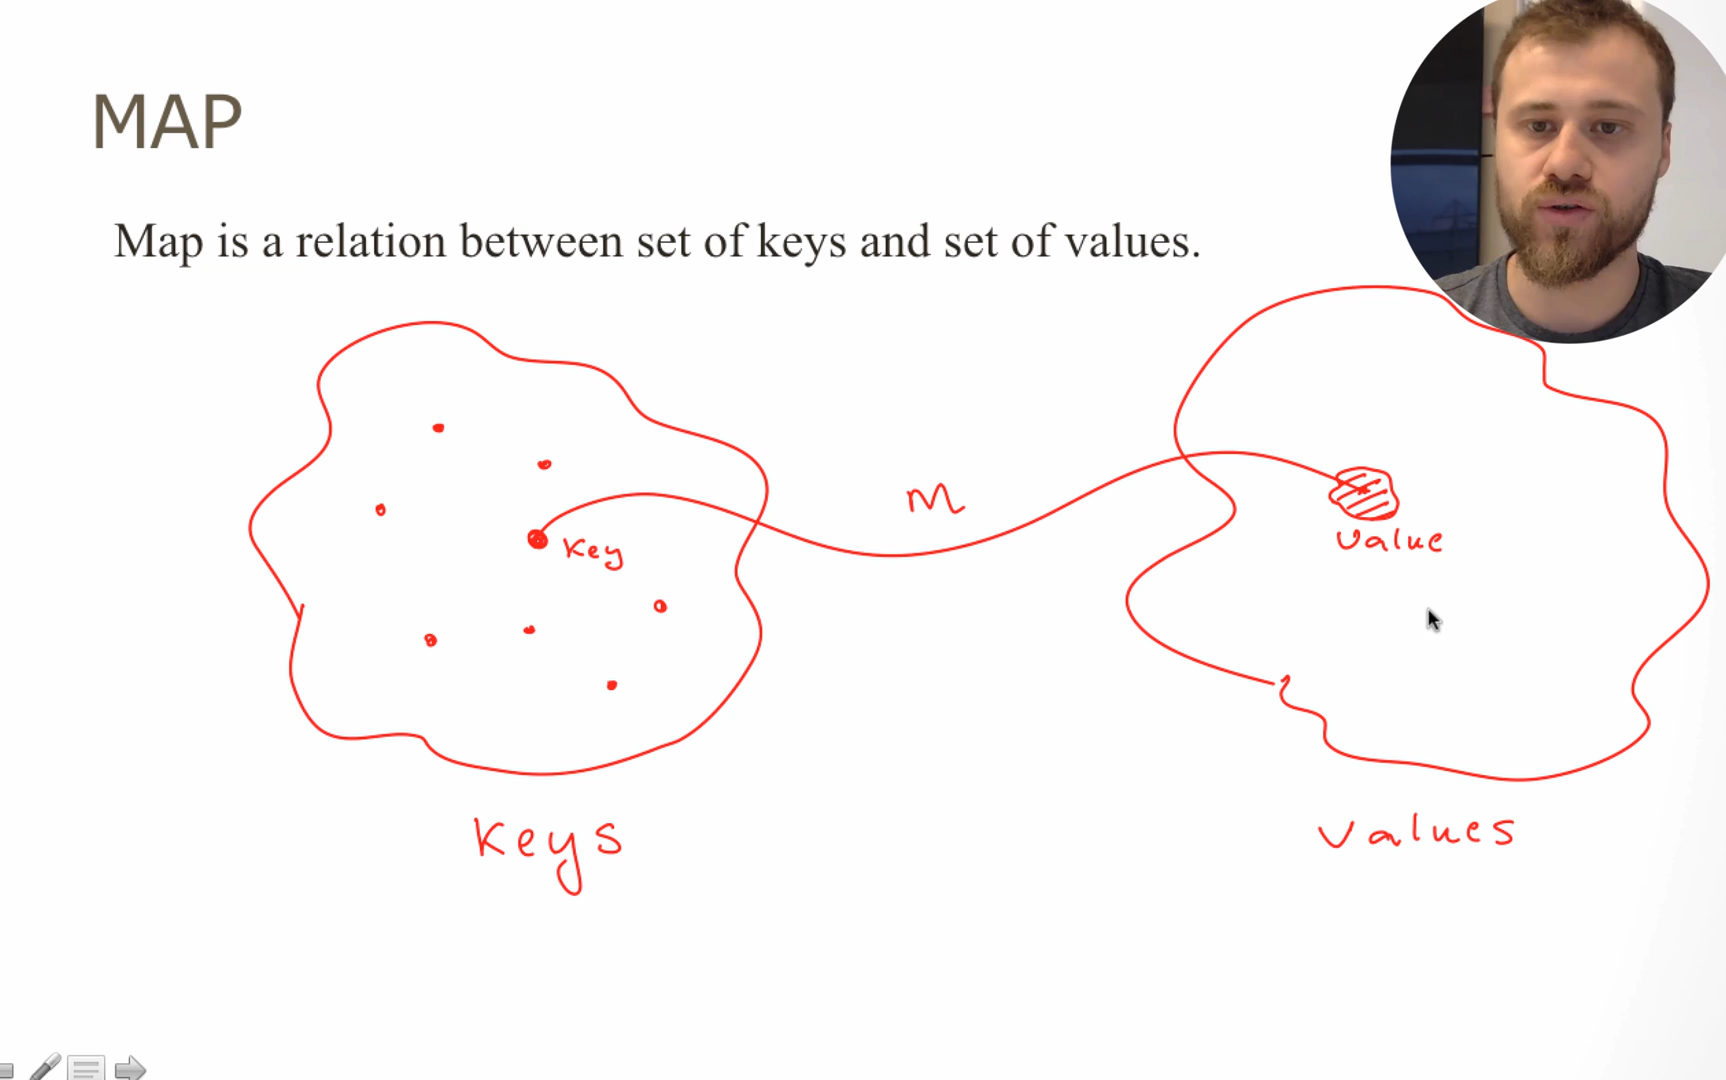 MAP
Map is a relation between set of keys and set of values.
M
Key
Value
Keys
Values